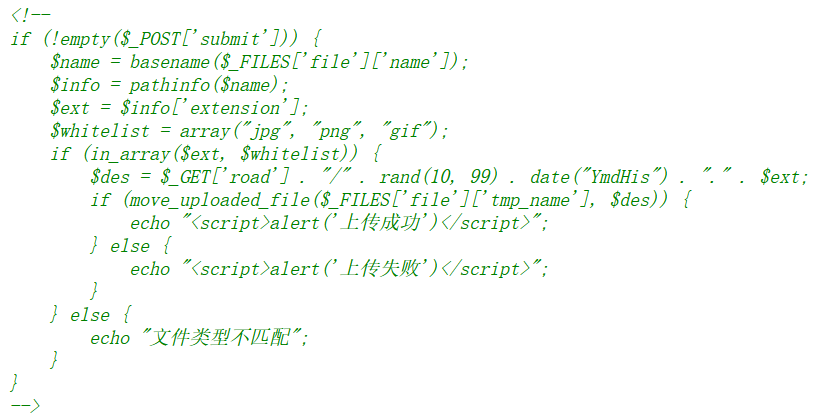 <!--
if (!empty($_POST['submit'])) {
    $name = basename($_FILES['file']['name']);
    $info = pathinfo($name);
    $ext = $info['extension'];
    $whitelist = array("jpg", "png", "gif");
    if (in_array($ext, $whitelist)) {
        $des = $_GET['road'] . "/" . rand(10, 99) . date("YmdHis") . "." . $ext;
        if (move_uploaded_file($_FILES['file']['tmp_name'], $des)) {
            echo "<script>alert('上传成功')</script>";
        } else {
            echo "<script>alert('上传失败')</script>";
        }
    } else {
        echo "文件类型不匹配";
    }
}
-->